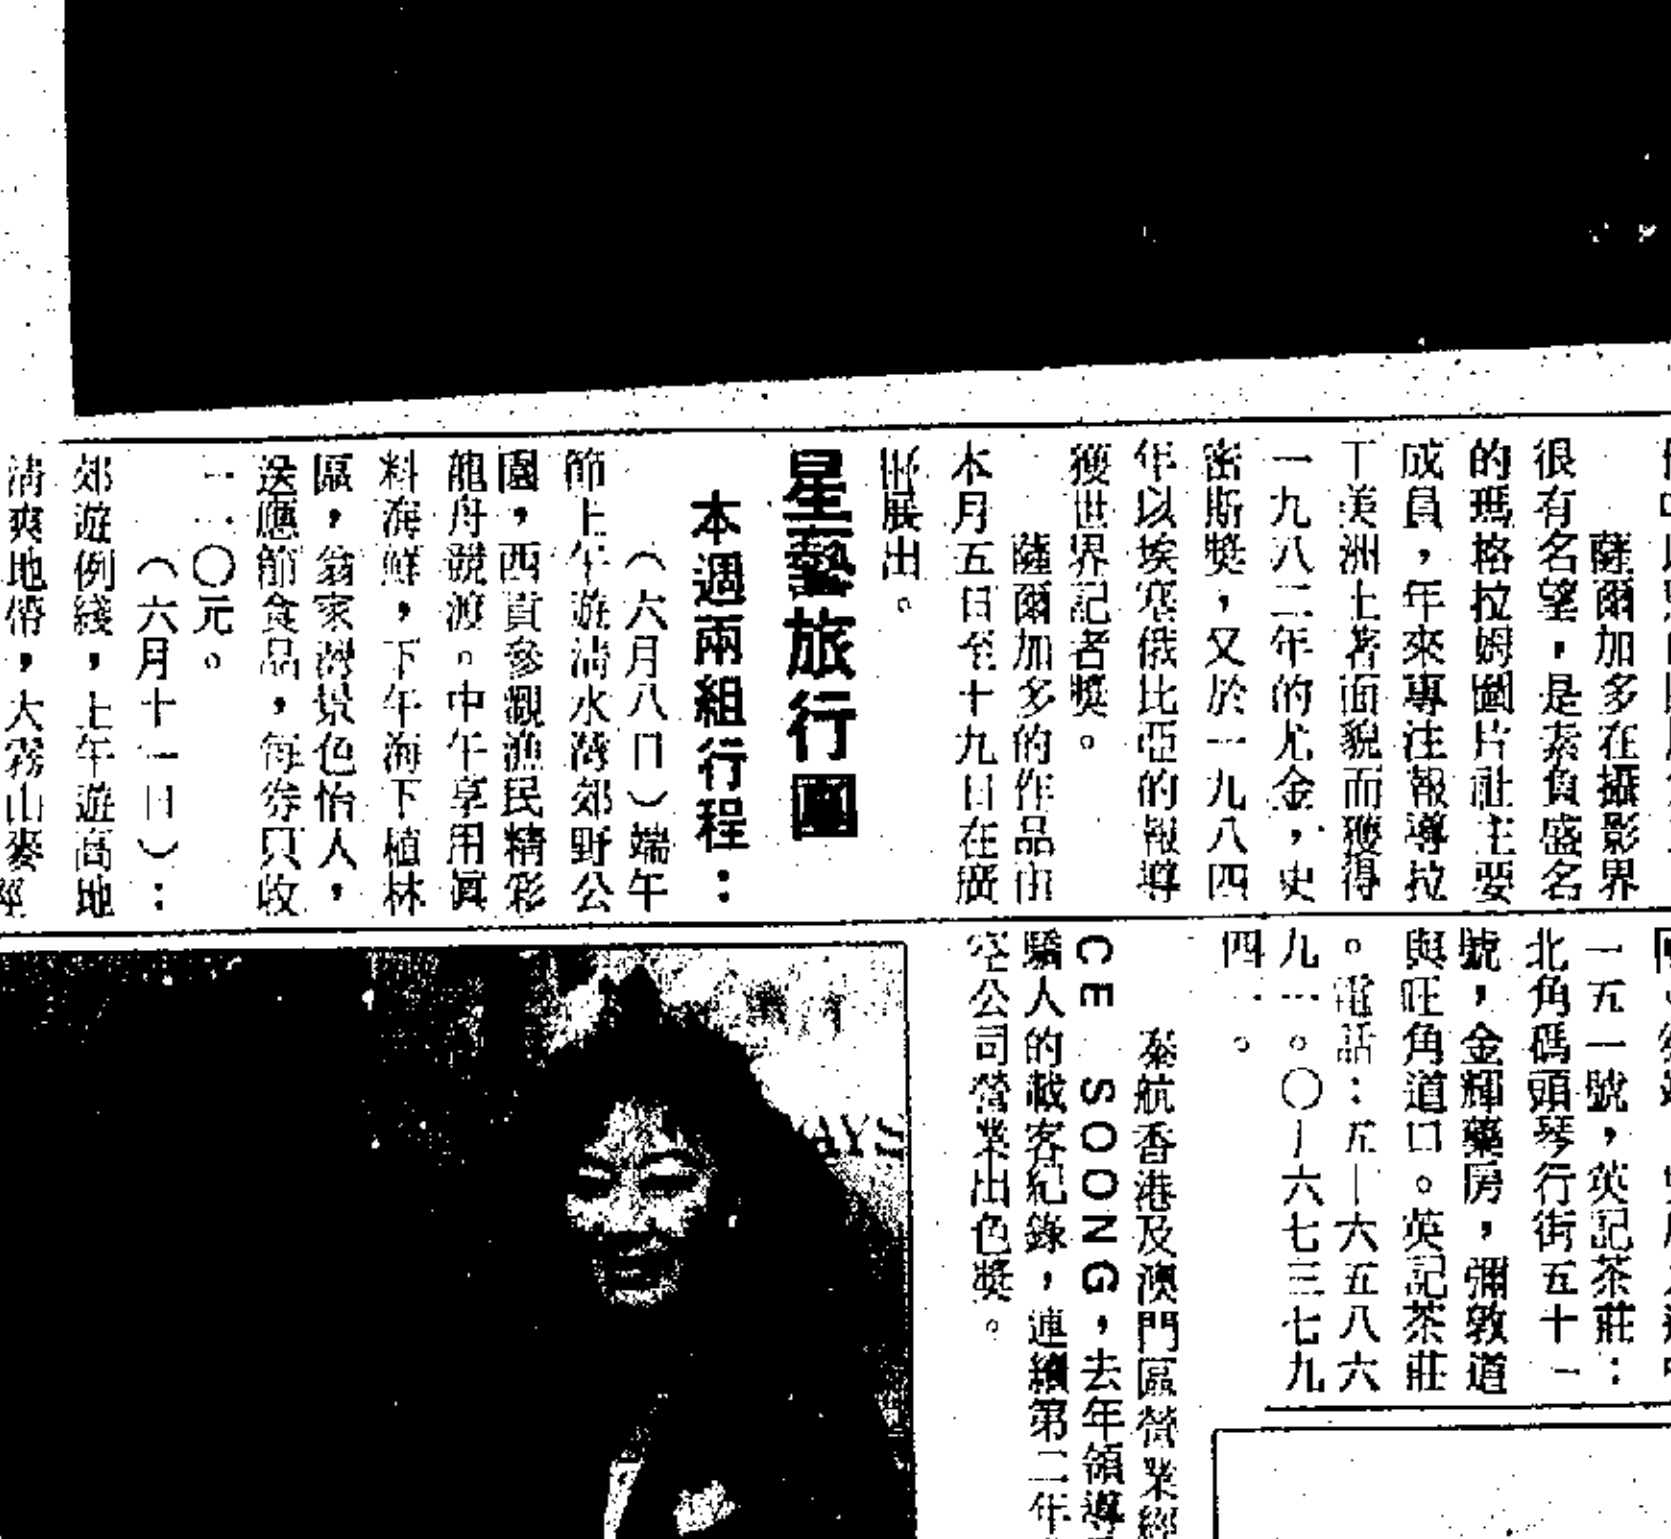 薩爾加多在攝影界
很有名望，是素負盛名
的瑪格拉姆圖片社主要
成員，年來專注報導拉
丁美洲土著面貌而獲得
一九八二年的尤金，史
密斯獎，又於一九八四
年以埃塞俄比亞的報導
獲世界記者獎。
薩爾加多的作品由
本月五日至十九日在廣
展出。
星藝旅行團
本週兩組行程：
（六月八日）端午
節上午遊清水灣郊野公
園，西貢參觀漁民精彩
龍舟競渡。中午享用眞
料海鮮，下午海下植林
區，翁家灣景色怡人，
送應節食品，每券只收
〇元。
（六月十一日）：
郊遊例綫，上午遊高地
清爽地帶，大霧山麥徑
一五一號，英記茶莊：
北角碼頭琴行街五十一
號，金輝藥房，彌敦道
與旺角道口。英記茶莊
。電話：五—六五八六
九一。〇—六七三七九
四
泰航香港及澳門區營業經
CE SOONG，去年領導
驕人的載客紀錄，連續第二年
空公司營業出色獎。
WAYS